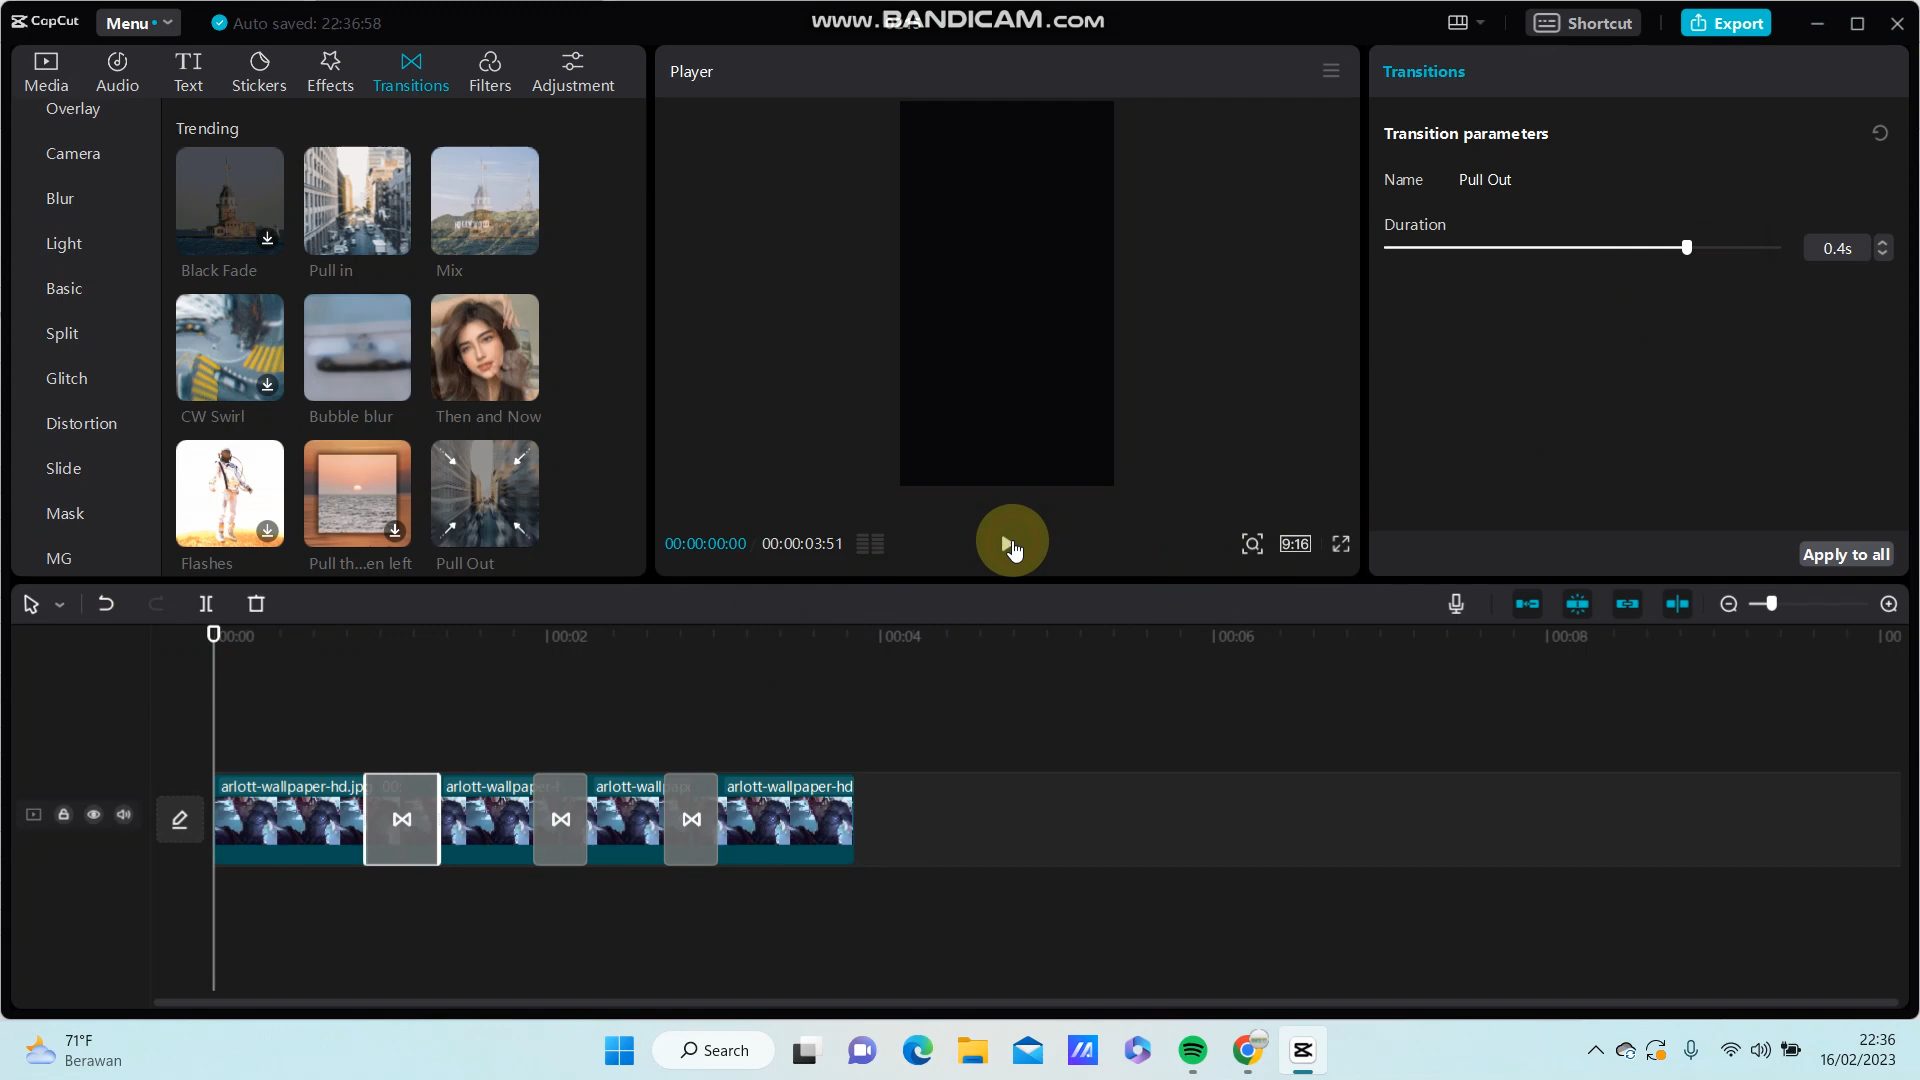 CapCut
Menu
Auto saved: 22:36:58
WWW.BANDICAM.COM
Shortcut
Export
Media
Audio
Text
Stickers
Effects
Transitions
Filters
Adjustment
Player
Transitions
Overlay
Camera
Blur
Light
Basic
Split
Glitch
Distortion
Slide
Mask
MG
Trending
Black Fade
Pull in
Mix
CW Swirl
Bubble blur
Then and Now
Flashes
Pull th...en left
Pull Out
Transition parameters
Name
Pull Out
Duration
0.4s
Apply to all
00:00:00:00
00:00:03:51
9:16
00:00
00:02
00:04
00:06
00:08
00
arlott-wallpaper-hd.jpg
00:
arlott-wallpaper-
arlott-wallpap
arlott-wallpaper-hd
71°F
Berawan
Search
22:36
16/02/2023